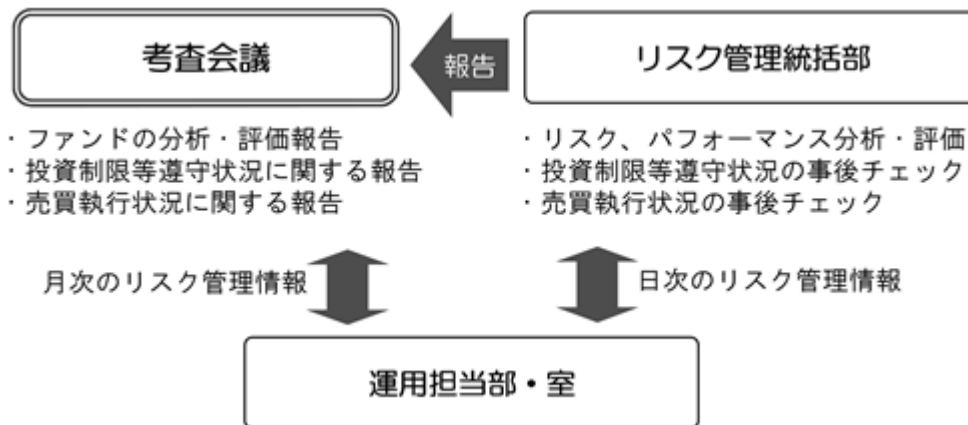 考査会議
報告
リスク管理統括部
・ファンドの分析・評価報告
・投資制限等遵守状況に関する報告
・売買執行状況に関する報告
・リスク、パフォーマンス分析・評価
・投資制限等遵守状況の事後チェック
・売買執行状況の事後チェック
月次のリスク管理情報
日次のリスク管理情報
運用担当部・室